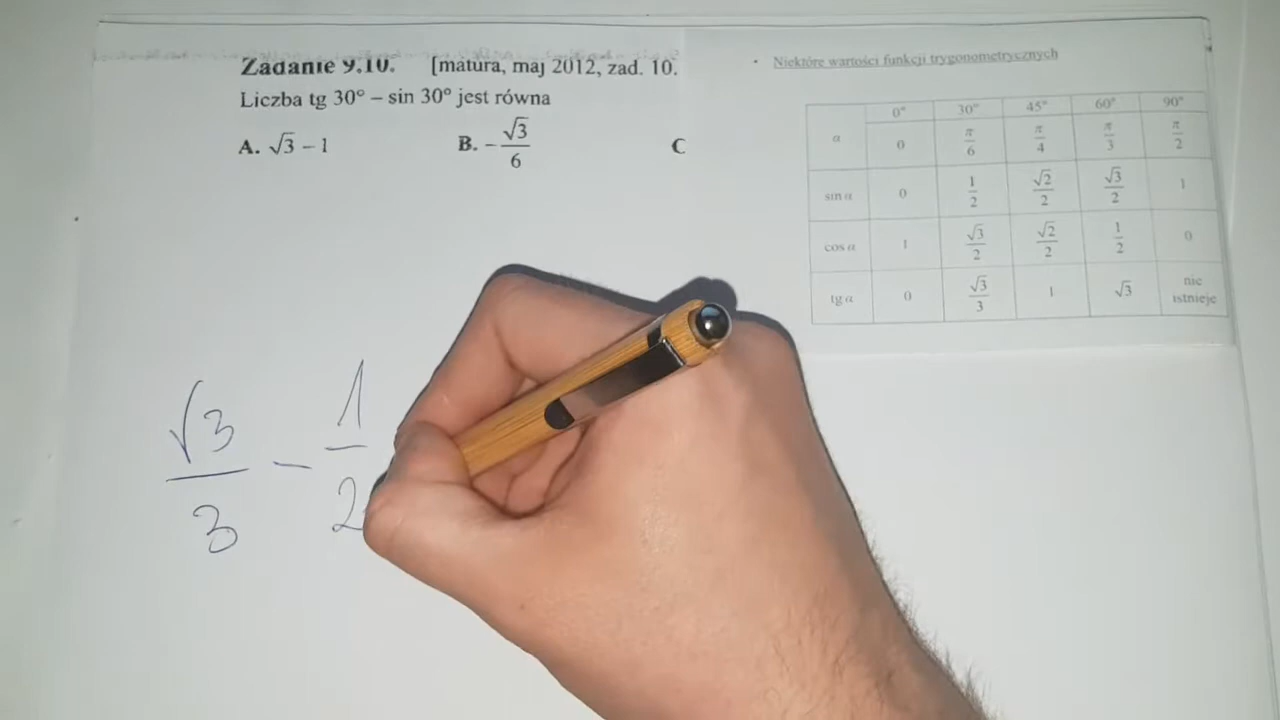 Zadanie 9.10. [matura, maj 2012, zad. 10.
Liczba tg 30° – sin 30° jest równa
A. √3 – 1 B. –√3/6 C
• Niektóre wartości funkcji trygonometrycznych
α 0° 30° 45° 60° 90°
0 π/6 π/4 π/3 π/2
sin α 0 1/2 √2/2 √3/2 1
cos α 1 √3/2 √2/2 1/2 0
tg α 0 √3/3 1 √3 nie istnieje
√3/3 – 1/2